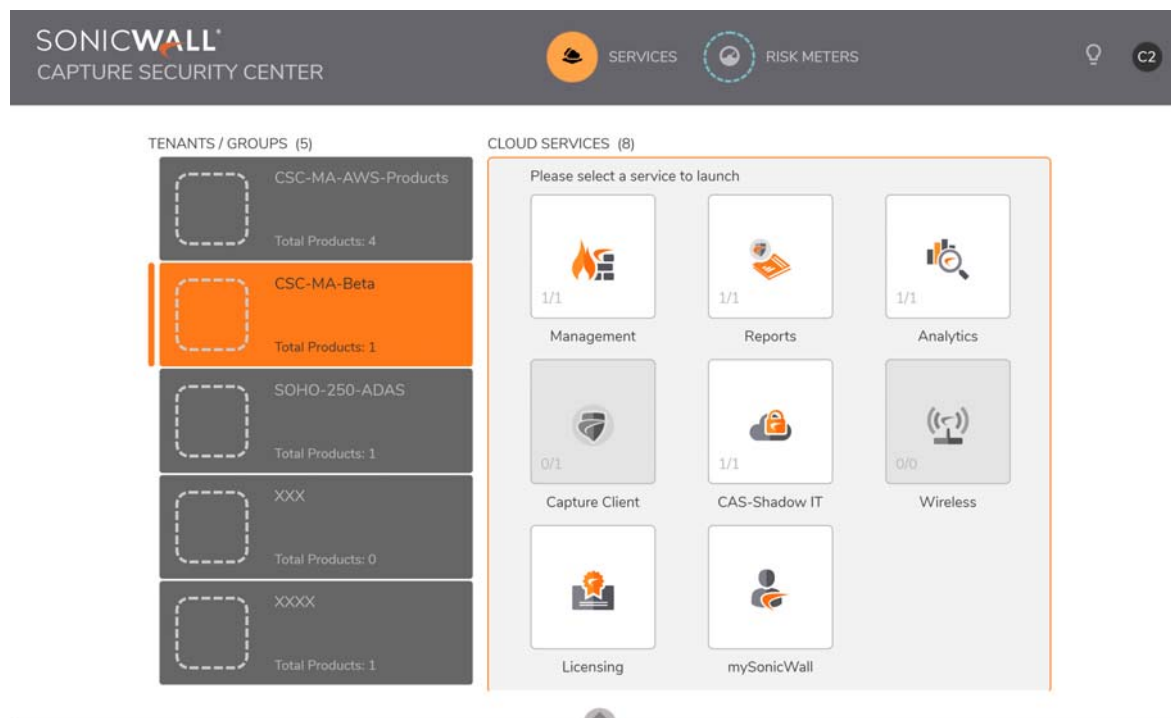 SONICWALL
CAPTURE SECURITY CENTER
SERVICES
RISK METERS
C2
TENANTS / GROUPS (5)
CSC-MA-AWS-Products
Total Products: 4
CSC-MA-Beta
Total Products: 1
SOHO-250-ADAS
Total Products: 1
XXX
Total Products: 0
XXXX
Total Products: 1
CLOUD SERVICES (8)
Please select a service to launch
1/1
1/1
1/1
Management
Reports
Analytics
0/1
1/1
0/0
Capture Client
CAS-Shadow IT
Wireless
Licensing
mySonicWall